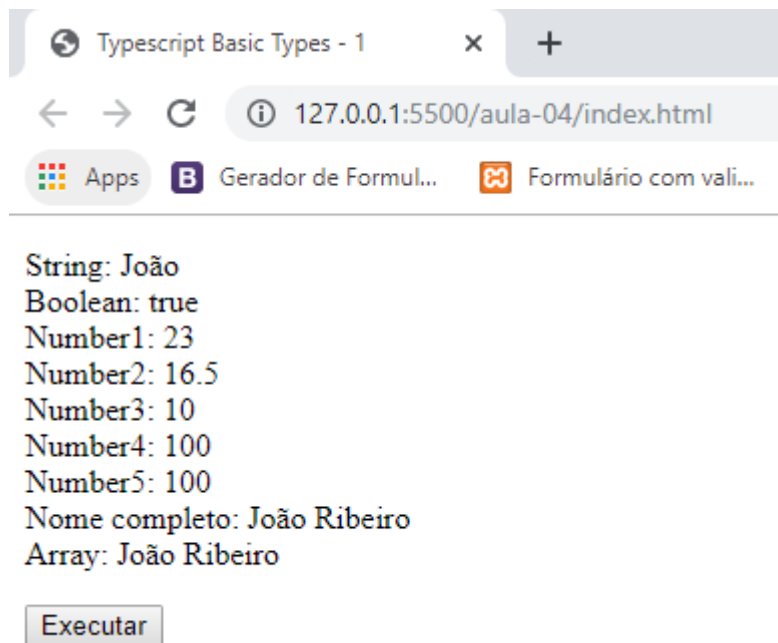 Typescript Basic Types - 1
127.0.0.1:5500/aula-04/index.html
Apps Gerador de Formul... Formulário com vali...
String: João
Boolean: true
Number1: 23
Number2: 16.5
Number3: 10
Number4: 100
Number5: 100
Nome completo: João Ribeiro
Array: João Ribeiro
Executar